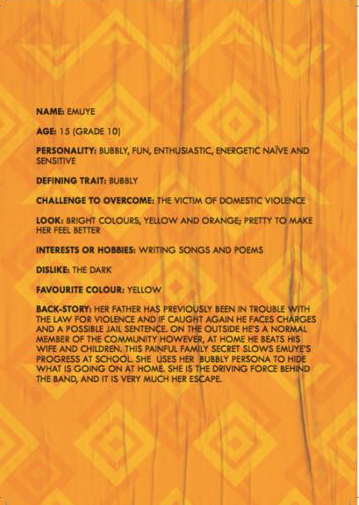 NAME: EMUYE
AGE: 15 (GRADE 10)
PERSONALITY: BUBBLY, FUN, ENTHUSIASTIC, ENERGETIC NAÏVE AND
SENSITIVE
DEFINING TRAIT: BUBBLY
CHALLENGE TO OVERCOME: THE VICTIM OF DOMESTIC VIOLENCE
LOOK: BRIGHT COLOURS, YELLOW AND ORANGE; PRETTY TO MAKE
HER FEEL BETTER
INTERESTS OR HOBBIES: WRITING SONGS AND POEMS
DISLIKE: THE DARK
FAVOURITE COLOUR: YELLOW
BACK-STORY: HER FATHER HAS PREVIOUSLY BEEN IN TROUBLE WITH
THE LAW FOR VIOLENCE AND IF CAUGHT AGAIN HE FACES CHARGES
AND A POSSIBLE JAIL SENTENCE. ON THE OUTSIDE HE'S A NORMAL
MEMBER OF THE COMMUNITY HOWEVER, AT HOME HE BEATS HIS
WIFE AND CHILDREN. THIS PAINFUL FAMILY SECRET SLOWS EMUYE'S
PROGRESS AT SCHOOL. SHE USES HER BUBBLY PERSONA TO HIDE
WHAT IS GOING ON AT HOME. SHE IS THE DRIVING FORCE BEHIND
THE BAND, AND IT IS VERY MUCH HER ESCAPE.